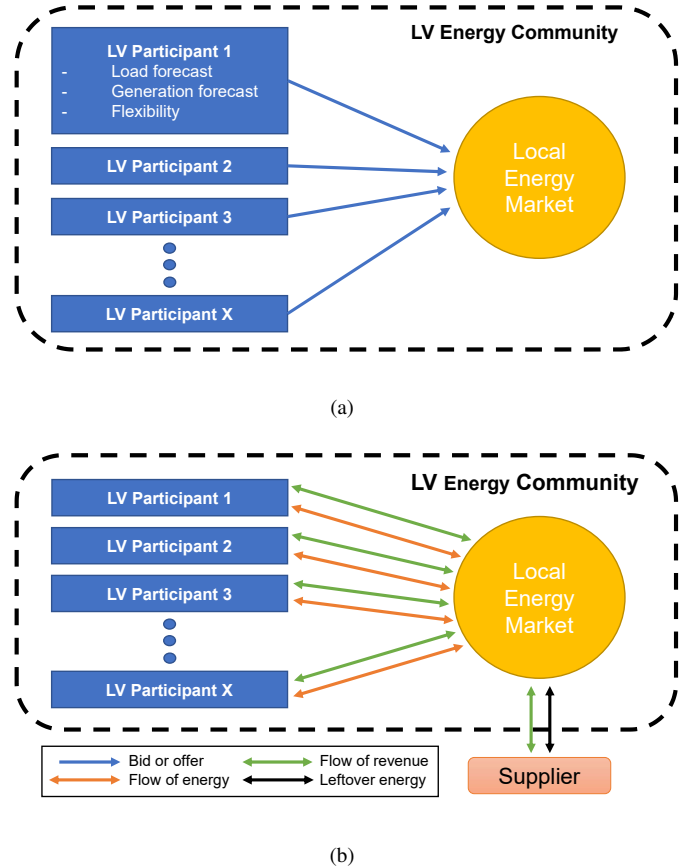 LV Energy Community
LV Participant 1
- Load forecast
- Generation forecast
- Flexibility
LV Participant 2
LV Participant 3
LV Participant X
Local
Energy
Market
(a)
LV Energy Community
LV Participant 1
LV Participant 2
LV Participant 3
LV Participant X
Local
Energy
Market
Bid or offer
Flow of revenue
Flow of energy
Leftover energy
Supplier
(b)